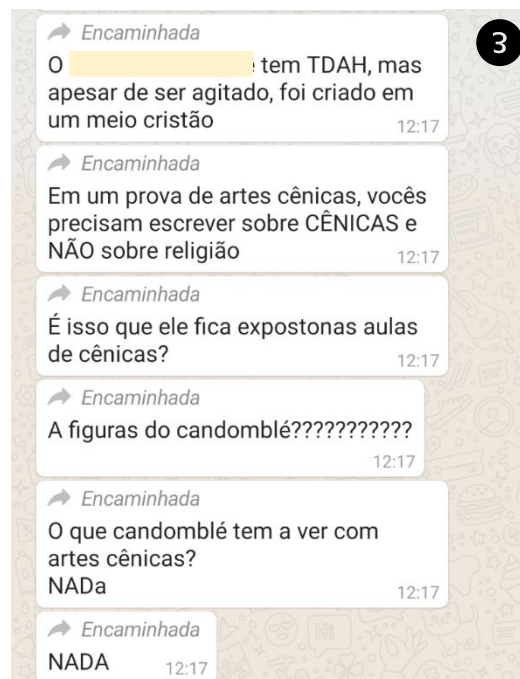 3
Encaminhada
O tem TDAH, mas
apesar de ser agitado, foi criado em
um meio cristão
12:17
Encaminhada
Em um prova de artes cênicas, vocês
precisam escrever sobre CÊNICAS e
NÃO sobre religião
12:17
Encaminhada
É isso que ele fica expostonas aulas
de cênicas?
12:17
Encaminhada
A figuras do candomblé???????????
12:17
Encaminhada
O que candomblé tem a ver com
artes cênicas?
NADa
12:17
Encaminhada
NADA
12:17